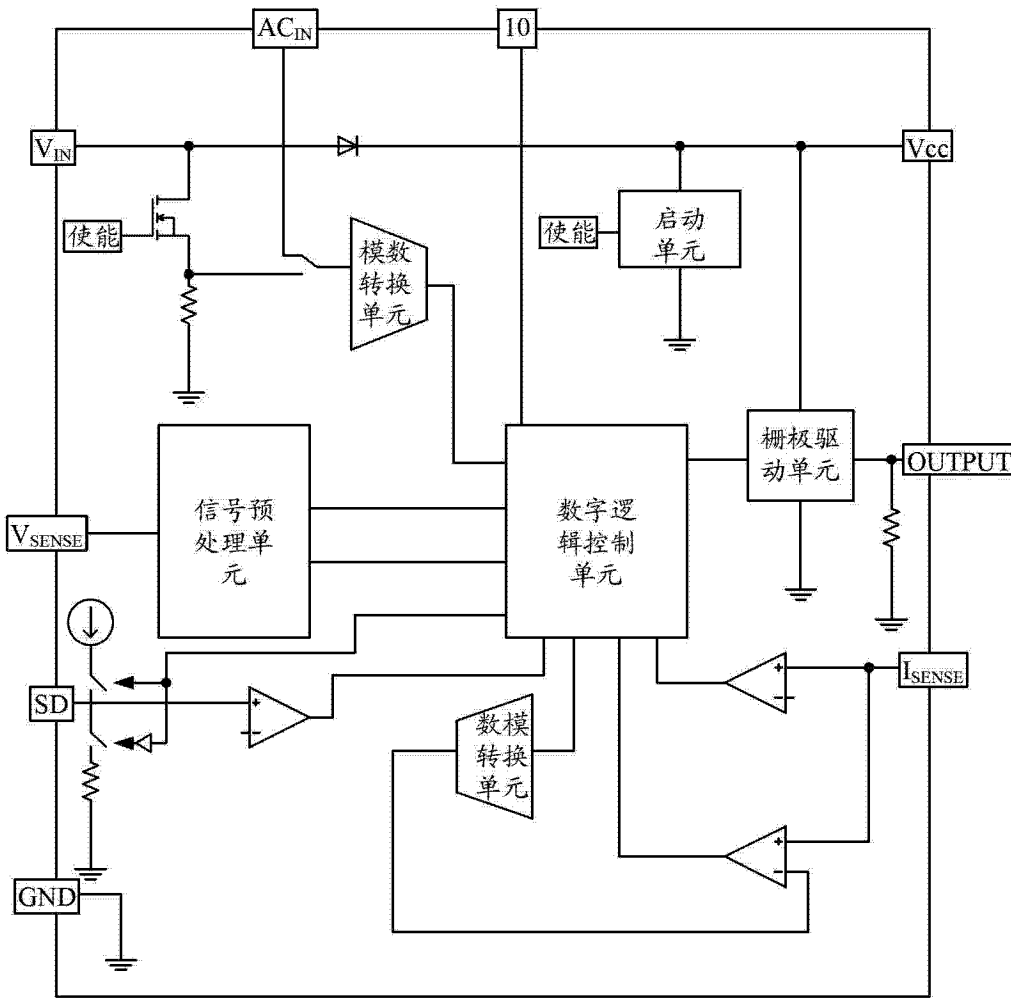 AC_IN
10
V_IN
Vcc
使能
模数
转换
单元
使能
启动
单元
信号预
处理单
元
数字逻
辑控制
单元
栅极驱
动单元
OUTPUT
V_SENSE
SD
+
-
数模
转换
单元
+
-
I_SENSE
+
-
GND